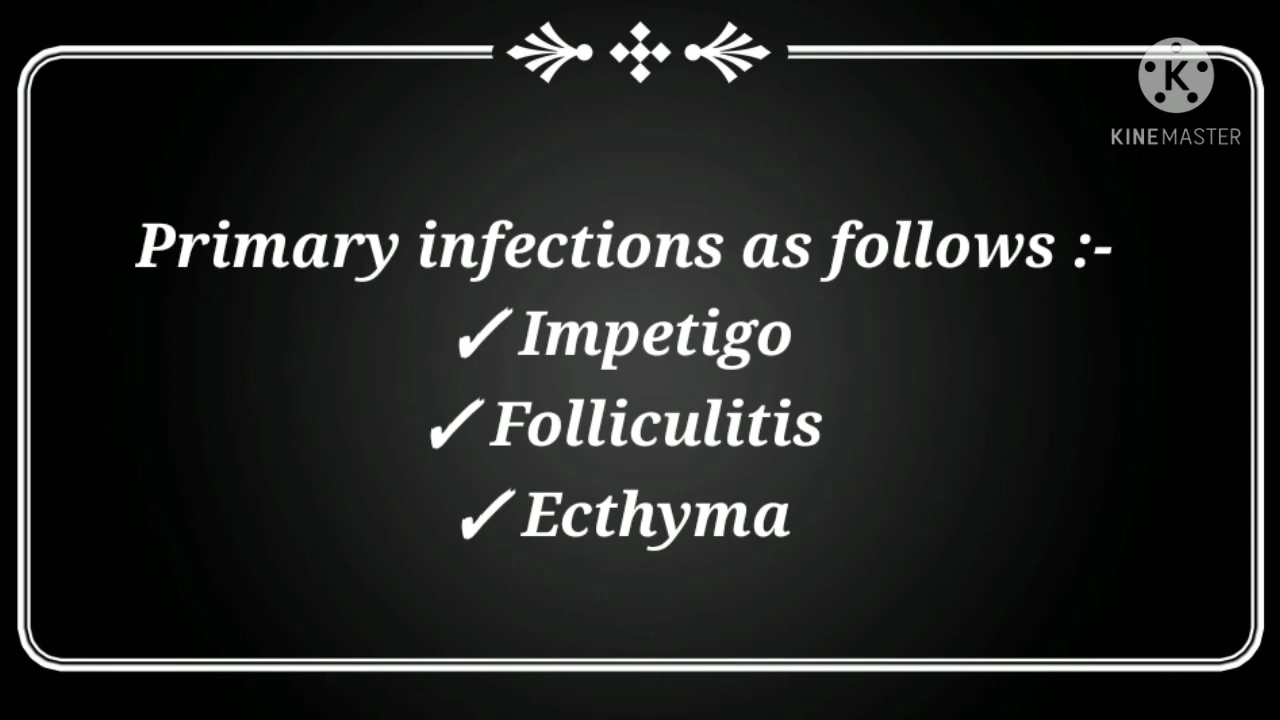 K
KINEMASTER
Primary infections as follows :-
✓ Impetigo
✓ Folliculitis
✓ Ecthyma